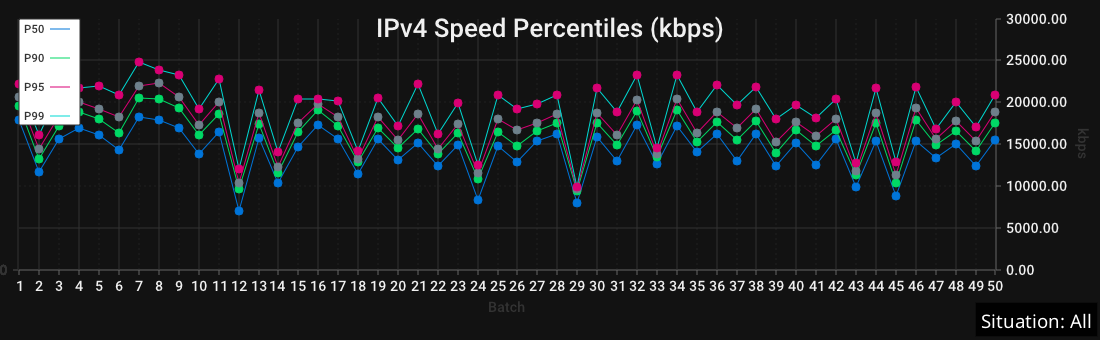 IPv4 Speed Percentiles (kbps)
P50
P90
P95
P99
30000.00
25000.00
20000.00
15000.00
10000.00
5000.00
0.00
kbps
0
1 2 3 4 5 6 7 8 9 10 11 12 13 14 15 16 17 18 19 20 21 22 23 24 25 26 27 28 29 30 31 32 33 34 35 36 37 38 39 40 41 42 43 44 45 46 47 48 49 50
Batch
Situation: All